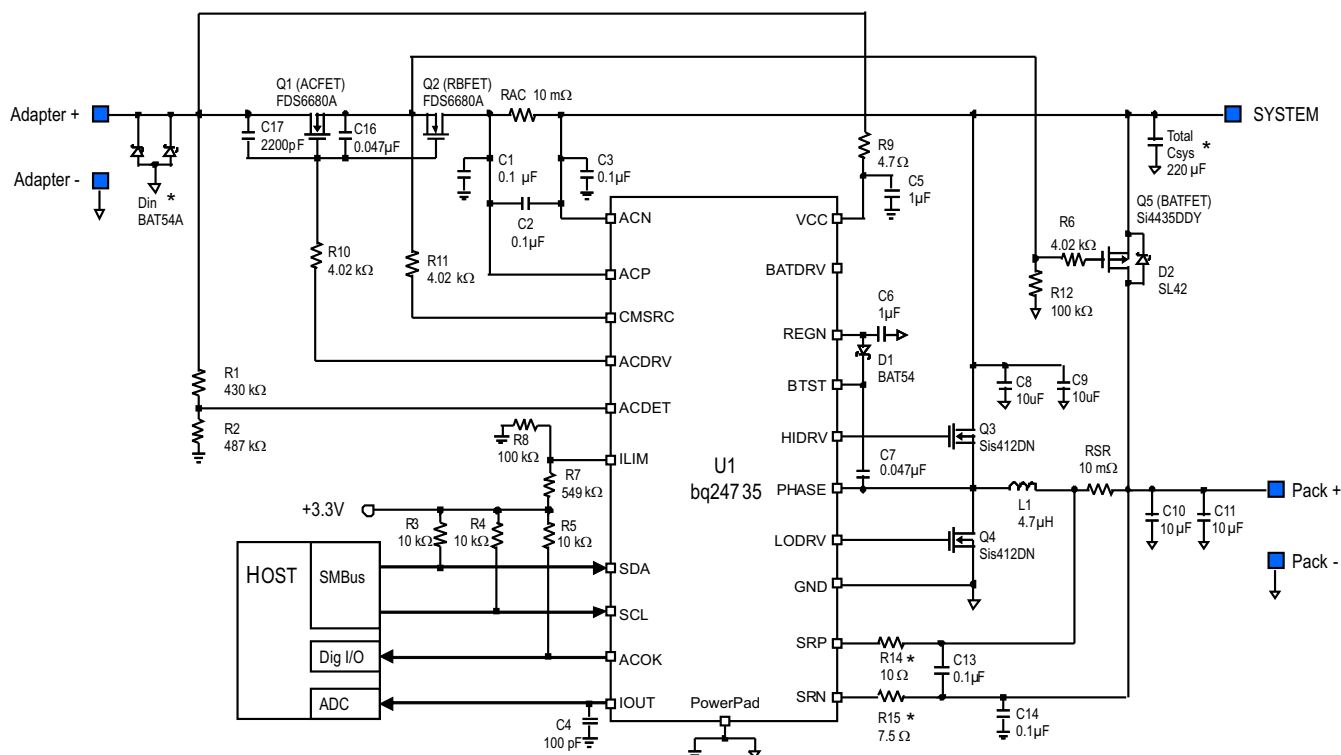 Q1 (ACFET)
FDS6680A
Q2 (RBFET)
FDS6680A
RAC 10 mΩ
Adapter +
SYSTEM
C17
2200pF
C16
0.047µF
R9
4.7 Ω
Total
Csys *
220 µF
Adapter -
Din *
BAT54A
C1
0.1 µF
C3
0.1µF
C5
1µF
C2
0.1µF
ACN
VCC
Q5 (BATFET)
Si4435DDY
R6
4.02 kΩ
R10
4.02 kΩ
R11
4.02 kΩ
ACP
BATDRV
D2
SL42
R12
100 kΩ
CMSRC
C6
1µF
REGN
ACDRV
D1
BAT54
R1
430 kΩ
BTST
C8
10uF
C9
10uF
ACDET
R2
487 kΩ
R8
100 kΩ
HIDRV
Q3
Sis412DN
ILIM
U1
bq24735
C7
0.047µF
RSR
10 mΩ
R7
549 kΩ
PHASE
Pack +
L1
4.7µH
C10
10 µF
C11
10 µF
+3.3V
R3
10 kΩ
R4
10 kΩ
R5
10 kΩ
LODRV
Q4
Sis412DN
HOST
SMBus
SDA
GND
Pack -
SCL
SRP
R14 *
10 Ω
C13
0.1µF
Dig I/O
ACOK
ADC
IOUT
PowerPad
SRN
R15 *
7.5 Ω
C14
0.1µF
C4
100 pF